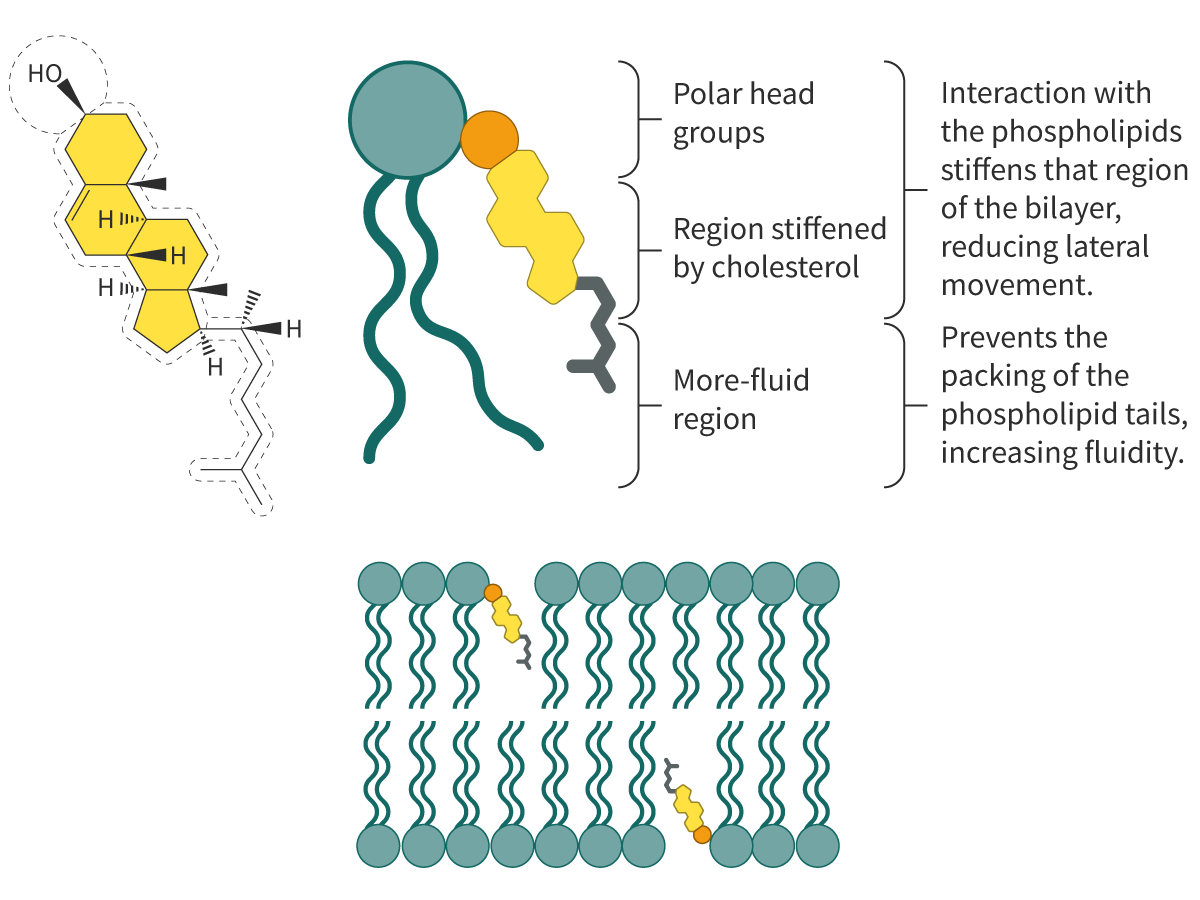 HO
H
H
H
H
H
Polar head
groups
Region stiffened
by cholesterol
More-fluid
region
Interaction with
the phospholipids
stiffens that region
of the bilayer,
reducing lateral
movement.
Prevents the
packing of the
phospholipid tails,
increasing fluidity.